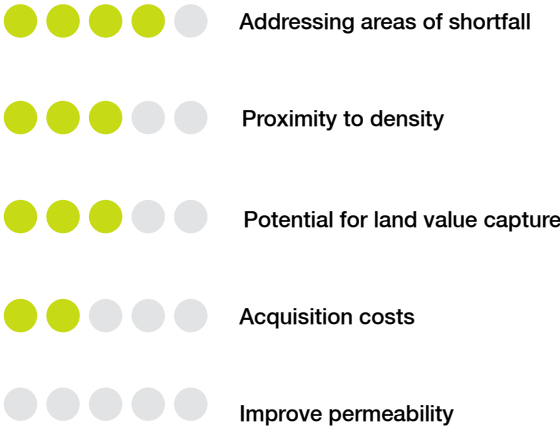 Addressing areas of shortfall
Proximity to density
Potential for land value capture
Acquisition costs
Improve permeability